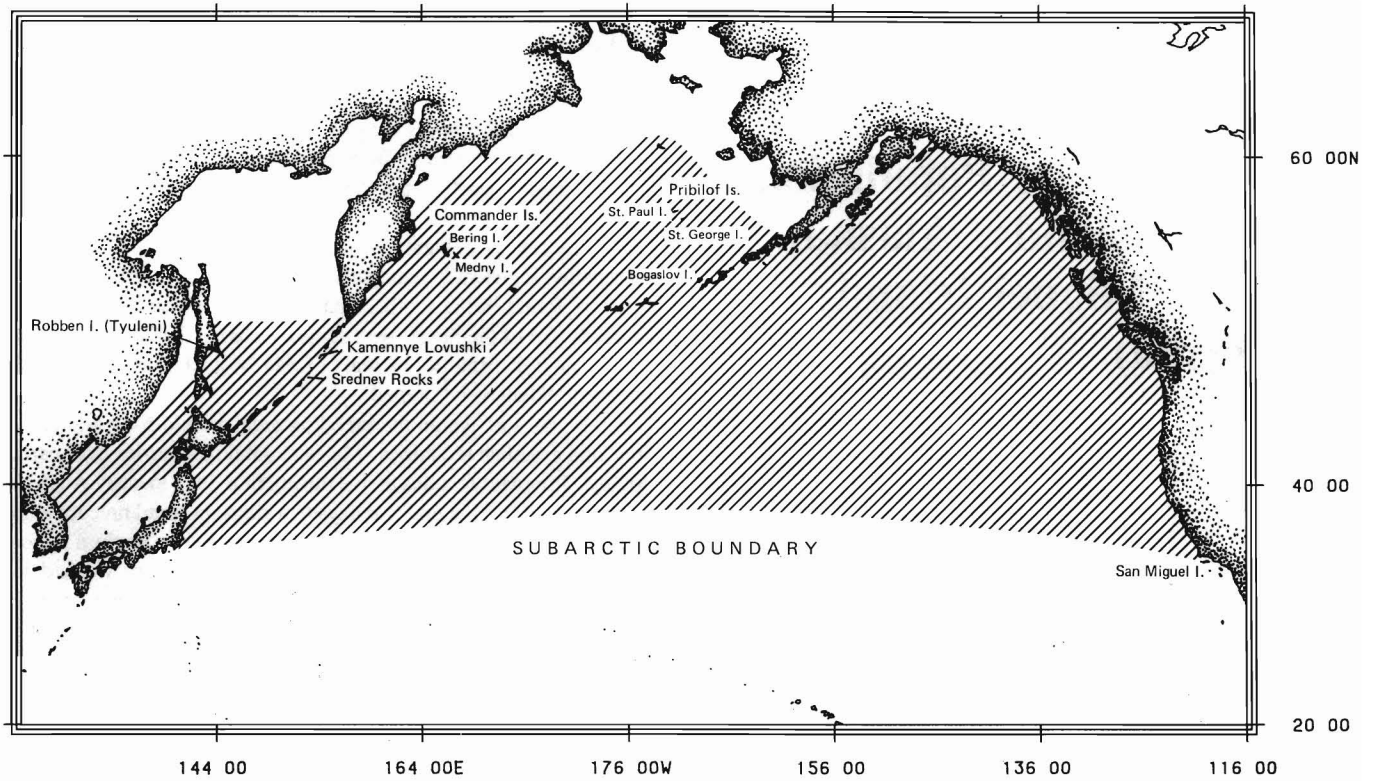 60 00N
Pribilof Is.
St. Paul I.
Commander Is.
St. George I.
Bering I.
Medny I.
Bogaslov I.
Robben I. (Tyuleni)
Kamennye Lovushki
Srednev Rocks
40 00
SUBARCTIC BOUNDARY
San Miguel I.
20 00
144 00
164 00E
176 00W
156 00
136 00
116 00